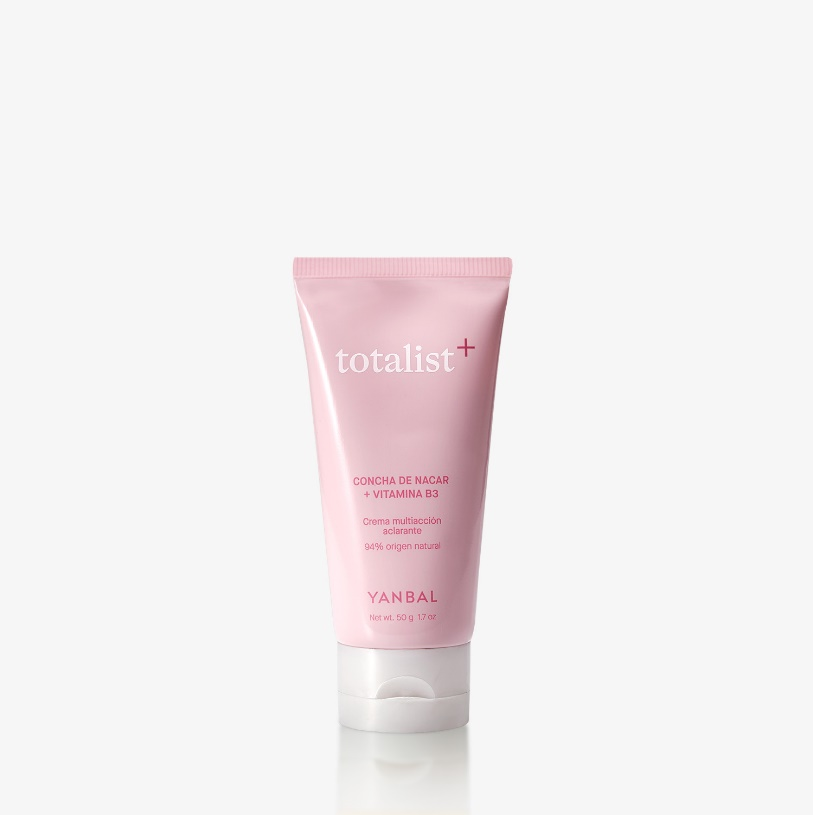 totalist+
CONCHA DE NACAR
+ VITAMINA B3
Crema multiacción
aclarante
94% origen natural
YANBAL
Net wt. 50 g 1.7 oz